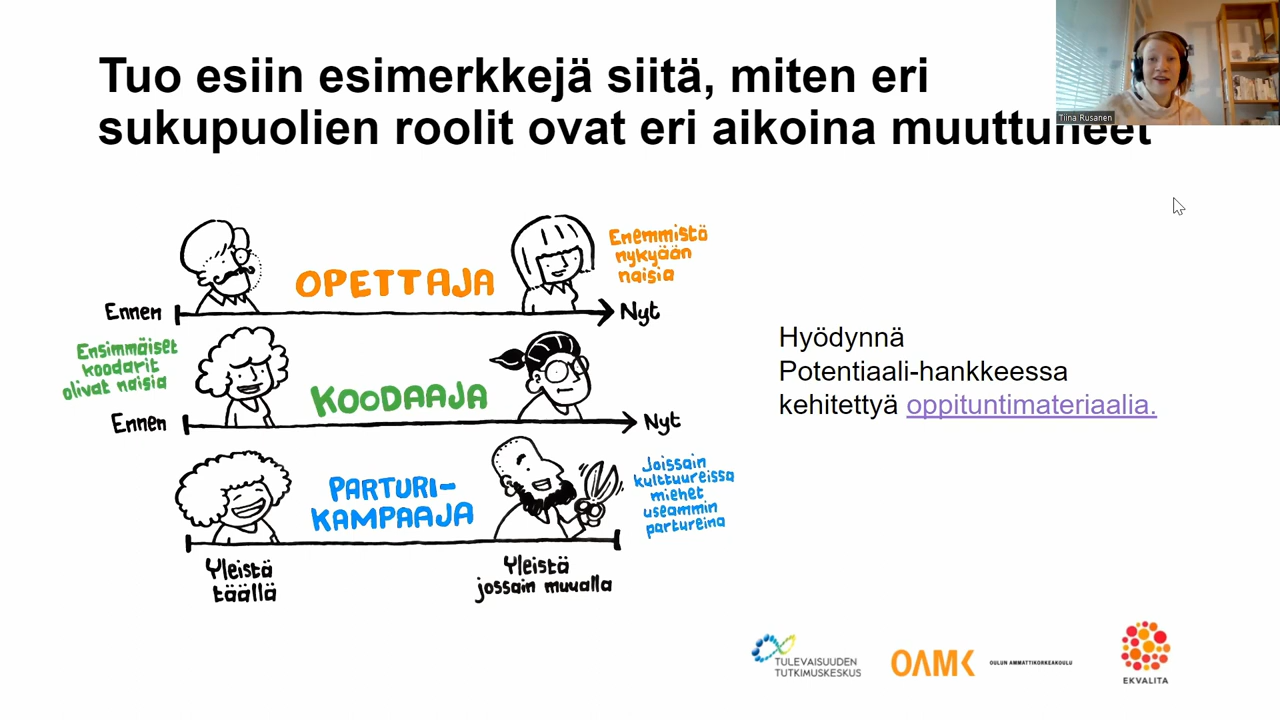 Tuo esiin esimerkkejä siitä, miten eri
sukupuolien roolit ovat eri aikoina muuttuneet
Tiina Rusanen
OPETTAJA
Enemmistö
nykyään
naisia
Ennen
Nyt
Ensimmäiset
koodarit
olivat naisia
KOODAAJA
Ennen
Nyt
PARTURI-
KAMPAAJA
Joissain
kulttuureissa
miehet
useammin
partureina
Yleistä
täällä
Yleistä
jossain muualla
Hyödynnä
Potentiaali-hankkeessa
kehitettyä oppituntimateriaalia.
TULEVAISUUDEN
TUTKIMUSKESKUS
OAMK
OULUN AMMATTIKORKEAKOULU
EKVALITA